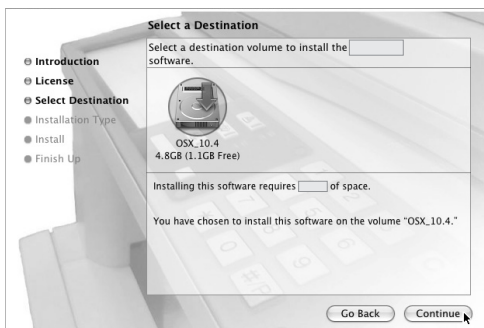 Select a Destination
Select a destination volume to install the
software.
Introduction
License
Select Destination
Installation Type
Install
Finish Up
OSX_10.4
4.8GB (1.1GB Free)
Installing this software requires of space.
You have chosen to install this software on the volume “OSX_10.4.”
Go Back
Continue